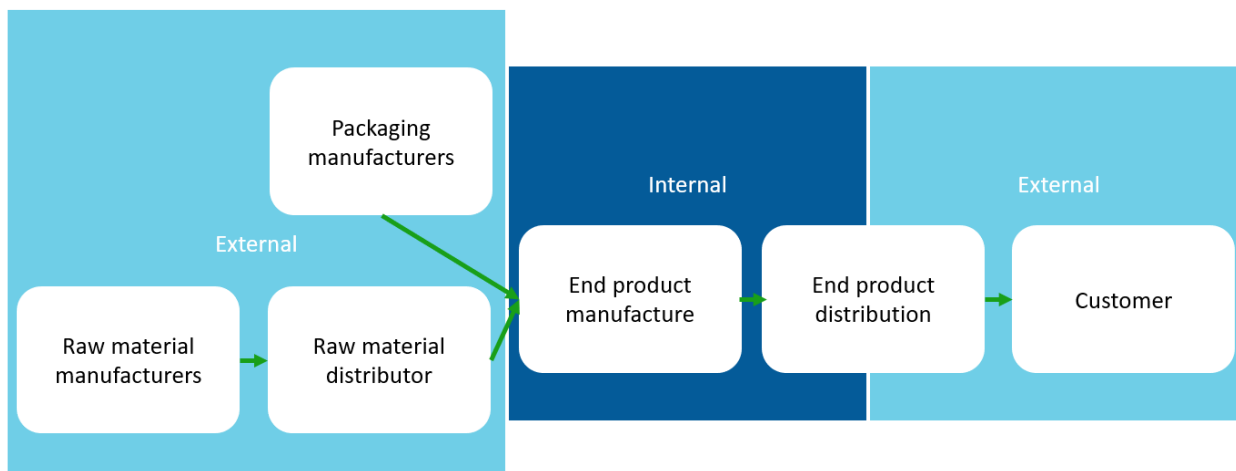 Packaging
manufacturers
External
Raw material
manufacturers
Raw material
distributor
Internal
End product
manufacture
End product
distribution
External
Customer